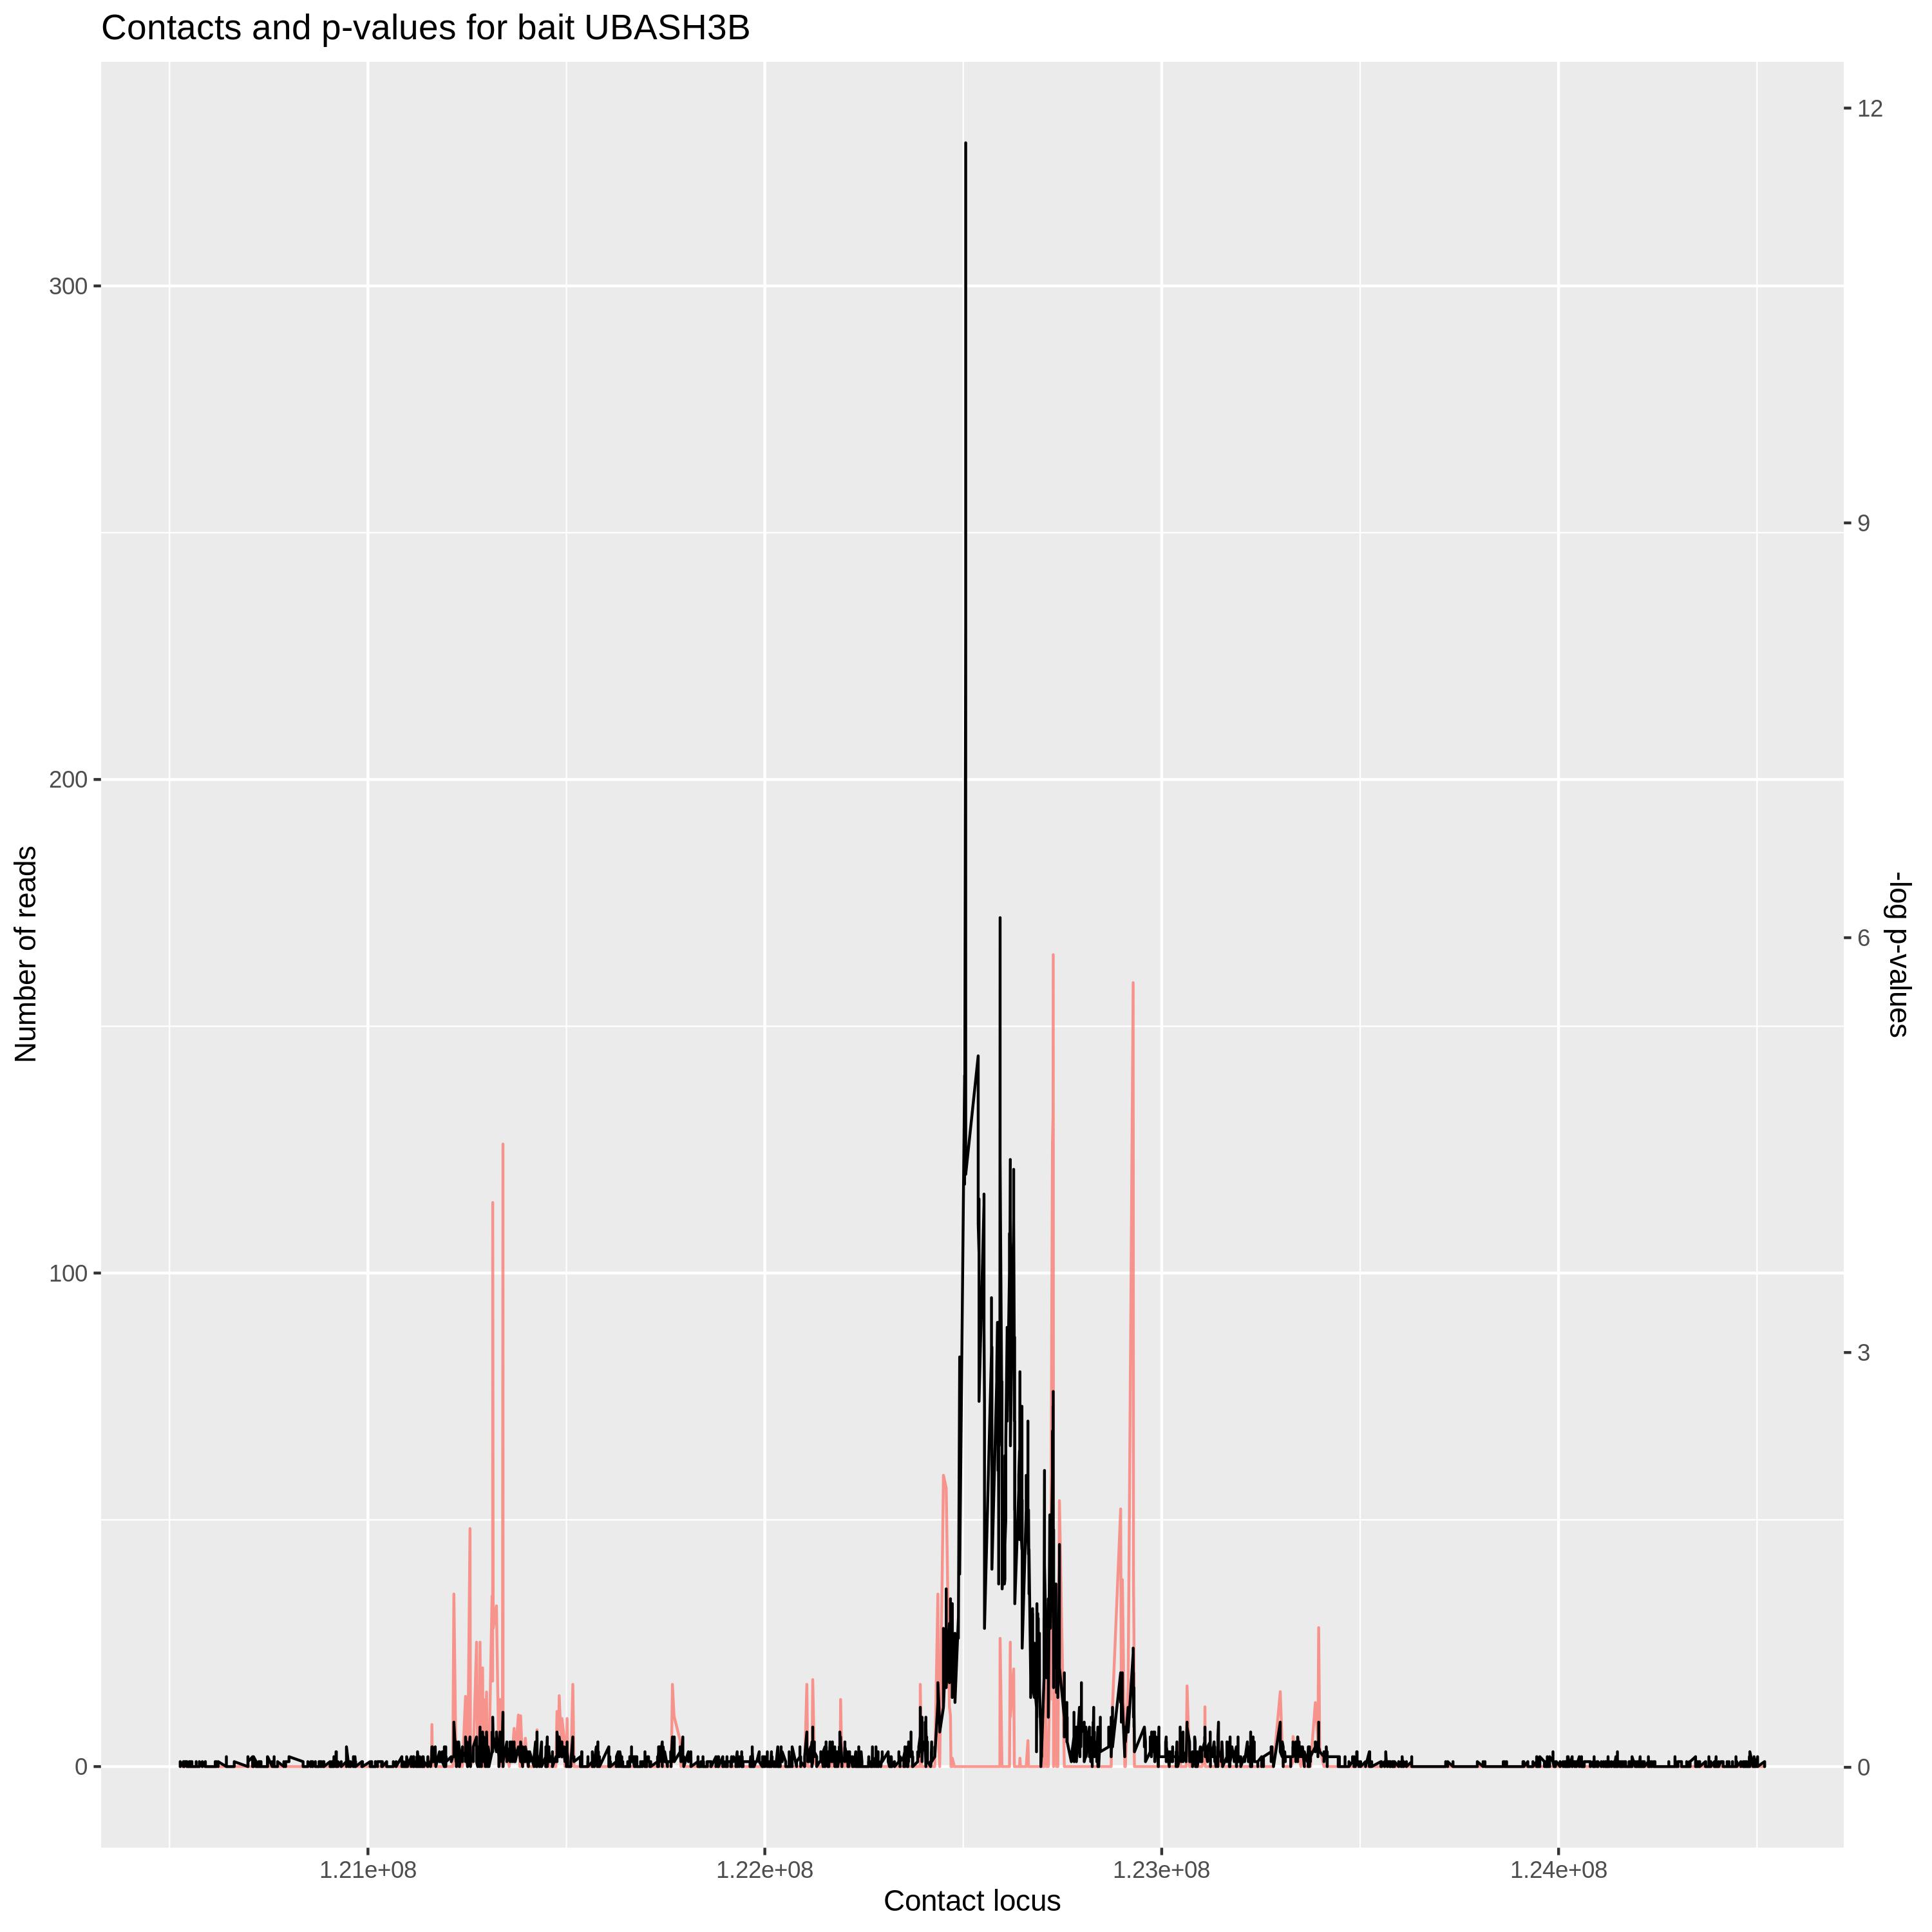 Contacts and p-values for bait UBASH3B
12
300
9
200
Number of reads
-log p-values
6
100
3
0
0
1.21e+08
1.22e+08
1.23e+08
1.24e+08
Contact locus